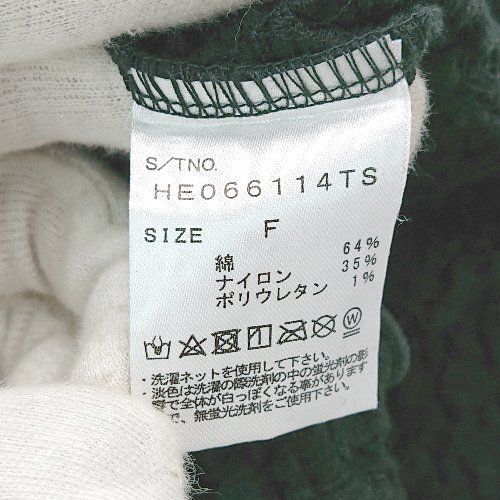 S/TNO.
HE066114TS
SIZE F
綿 64%
ナイロン 35%
ポリウレタン 1%
W
・洗濯ネットを使用して下さい。
・淡色は洗濯の際洗剤の中の蛍光剤の影
響で全体が白っぽくなる事があります
で、無蛍光洗剤をご使用下さい。